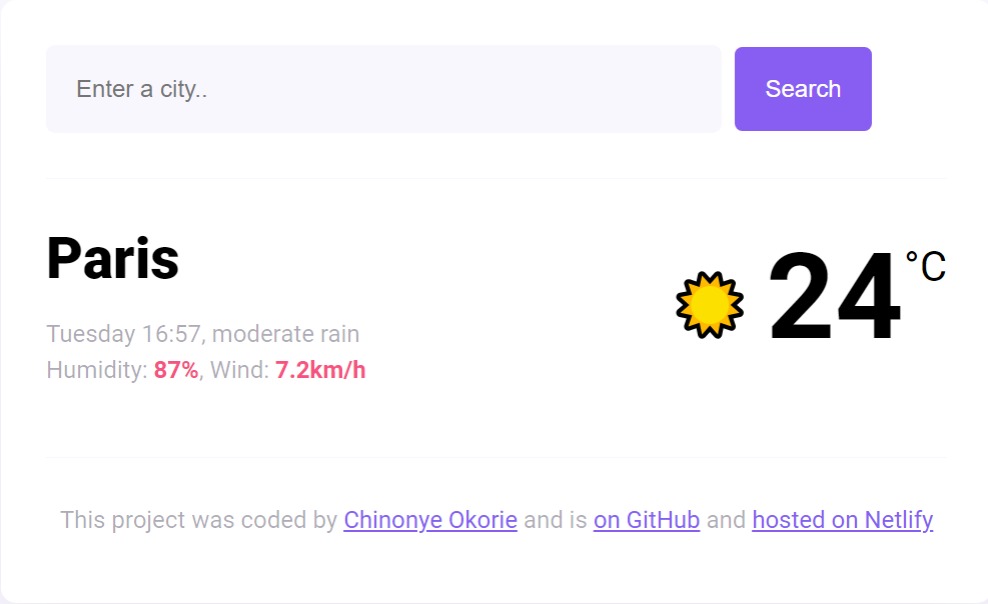 Enter a city..
Search
Paris
24 °C
Tuesday 16:57, moderate rain
Humidity: 87%, Wind: 7.2km/h
This project was coded by Chinonye Okorie and is on GitHub and hosted on Netlify